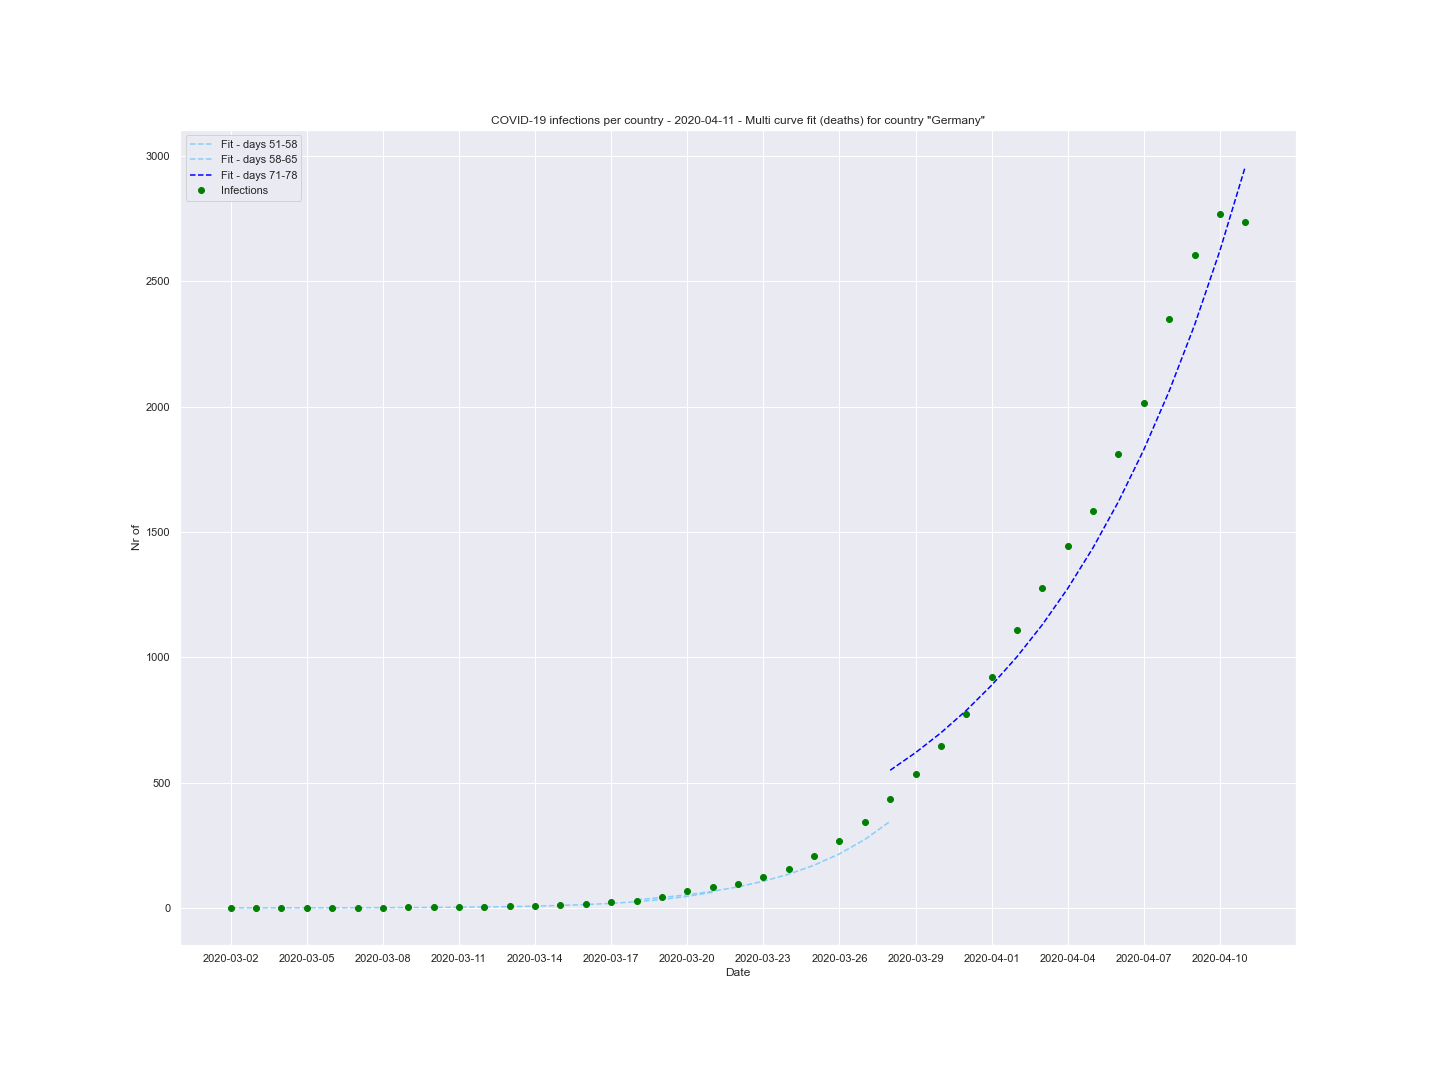 COVID-19 infections per country - 2020-04-11 - Multi curve fit (deaths) for country "Germany"
Fit - days 51-58
Fit - days 58-65
Fit - days 71-78
Infections
3000
2500
2000
1500
1000
500
0
Nr of
2020-03-02 2020-03-05 2020-03-08 2020-03-11 2020-03-14 2020-03-17 2020-03-20 2020-03-23 2020-03-26 2020-03-29 2020-04-01 2020-04-04 2020-04-07 2020-04-10
Date